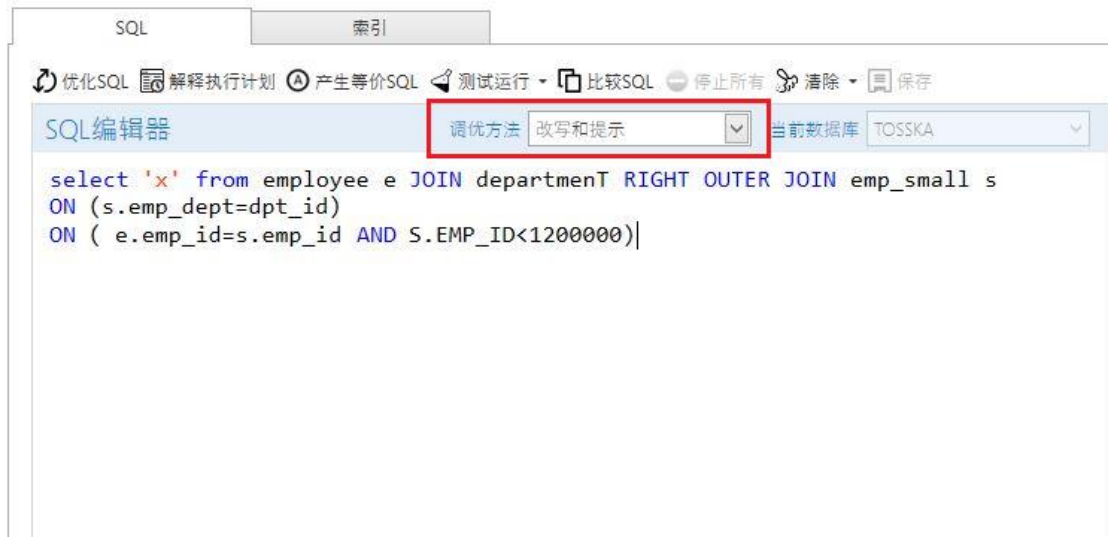 SQL 索引
优化SQL 解释执行计划 产生等价SQL 测试运行 比较SQL 停止所有 清除 保存
SQL编辑器 调优方法 改写和提示 当前数据库 TOSSKA
select 'x' from employee e JOIN departmenT RIGHT OUTER JOIN emp_small s
ON (s.emp_dept=dpt_id)
ON ( e.emp_id=s.emp_id AND S.EMP_ID<1200000)